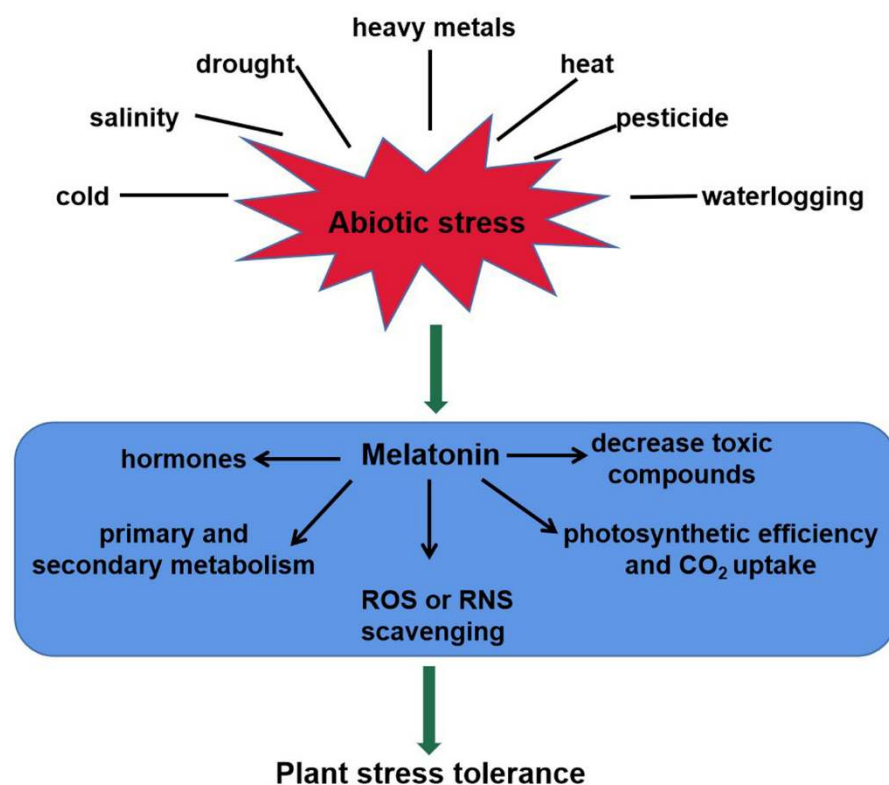 heavy metals
drought
heat
salinity
pesticide
cold
waterlogging
Abiotic stress
hormones
Melatonin
decrease toxic
compounds
primary and
secondary metabolism
photosynthetic efficiency
and CO₂ uptake
ROS or RNS
scavenging
Plant stress tolerance